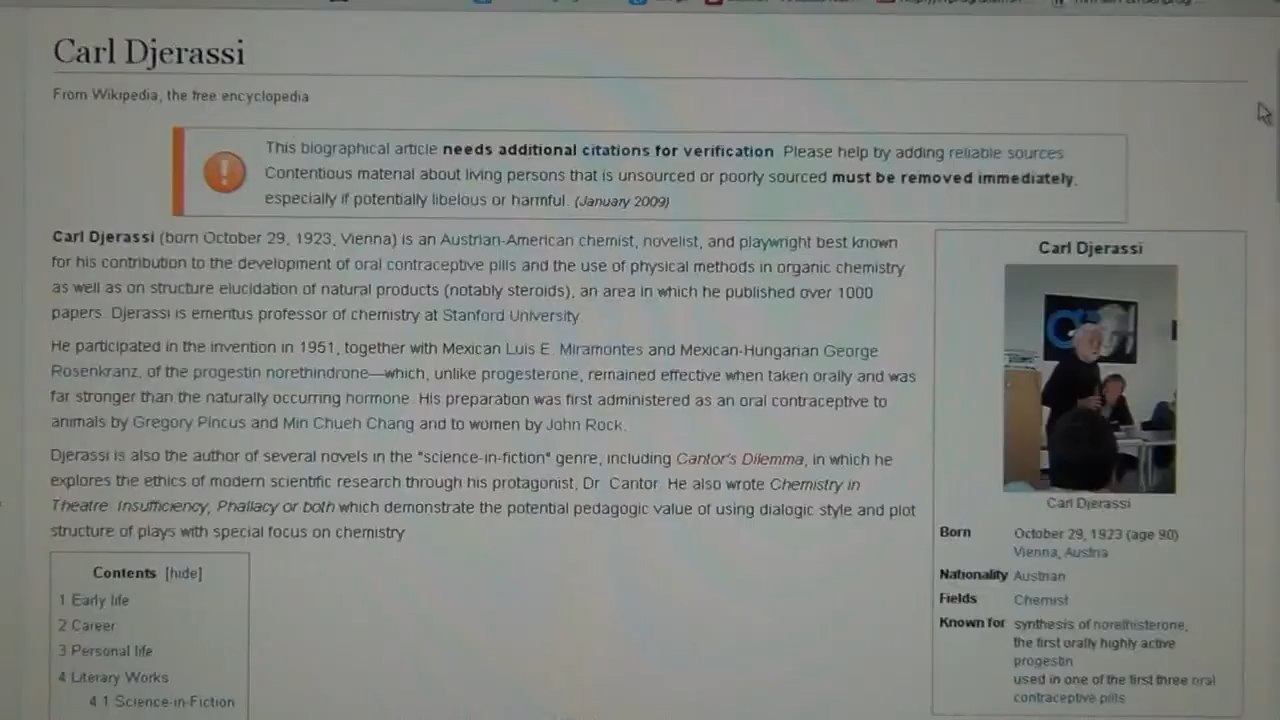 Carl Djerassi
From Wikipedia, the free encyclopedia
This biographical article needs additional citations for verification. Please help by adding reliable sources.
Contentious material about living persons that is unsourced or poorly sourced must be removed immediately,
especially if potentially libelous or harmful. (January 2009)
Carl Djerassi (born October 29, 1923, Vienna) is an Austrian-American chemist, novelist, and playwright best known
for his contribution to the development of oral contraceptive pills and the use of physical methods in organic chemistry
as well as on structure elucidation of natural products (notably steroids), an area in which he published over 1000
papers. Djerassi is emeritus professor of chemistry at Stanford University.
He participated in the invention in 1951, together with Mexican Luis E. Miramontes and Mexican-Hungarian George
Rosenkranz, of the progestin norethindrone—which, unlike progesterone, remained effective when taken orally and was
far stronger than the naturally occurring hormone. His preparation was first administered as an oral contraceptive to
animals by Gregory Pincus and Min Chueh Chang and to women by John Rock.
Djerassi is also the author of several novels in the "science-in-fiction" genre, including Cantor's Dilemma, in which he
explores the ethics of modern scientific research through his protagonist, Dr. Cantor. He also wrote Chemistry in
Theatre: Insufficiency, Phallacy or both which demonstrate the potential pedagogic value of using dialogic style and plot
structure of plays with special focus on chemistry
Contents [hide]
1 Early life
2 Career
3 Personal life
4 Literary Works
4.1 Science-in-Fiction
Carl Djerassi
Carl Djerassi
Born October 29, 1923 (age 90)
Vienna, Austria
Nationality Austrian
Fields Chemist
Known for synthesis of norethisterone,
the first orally highly active
progestin
used in one of the first three oral
contraceptive pills